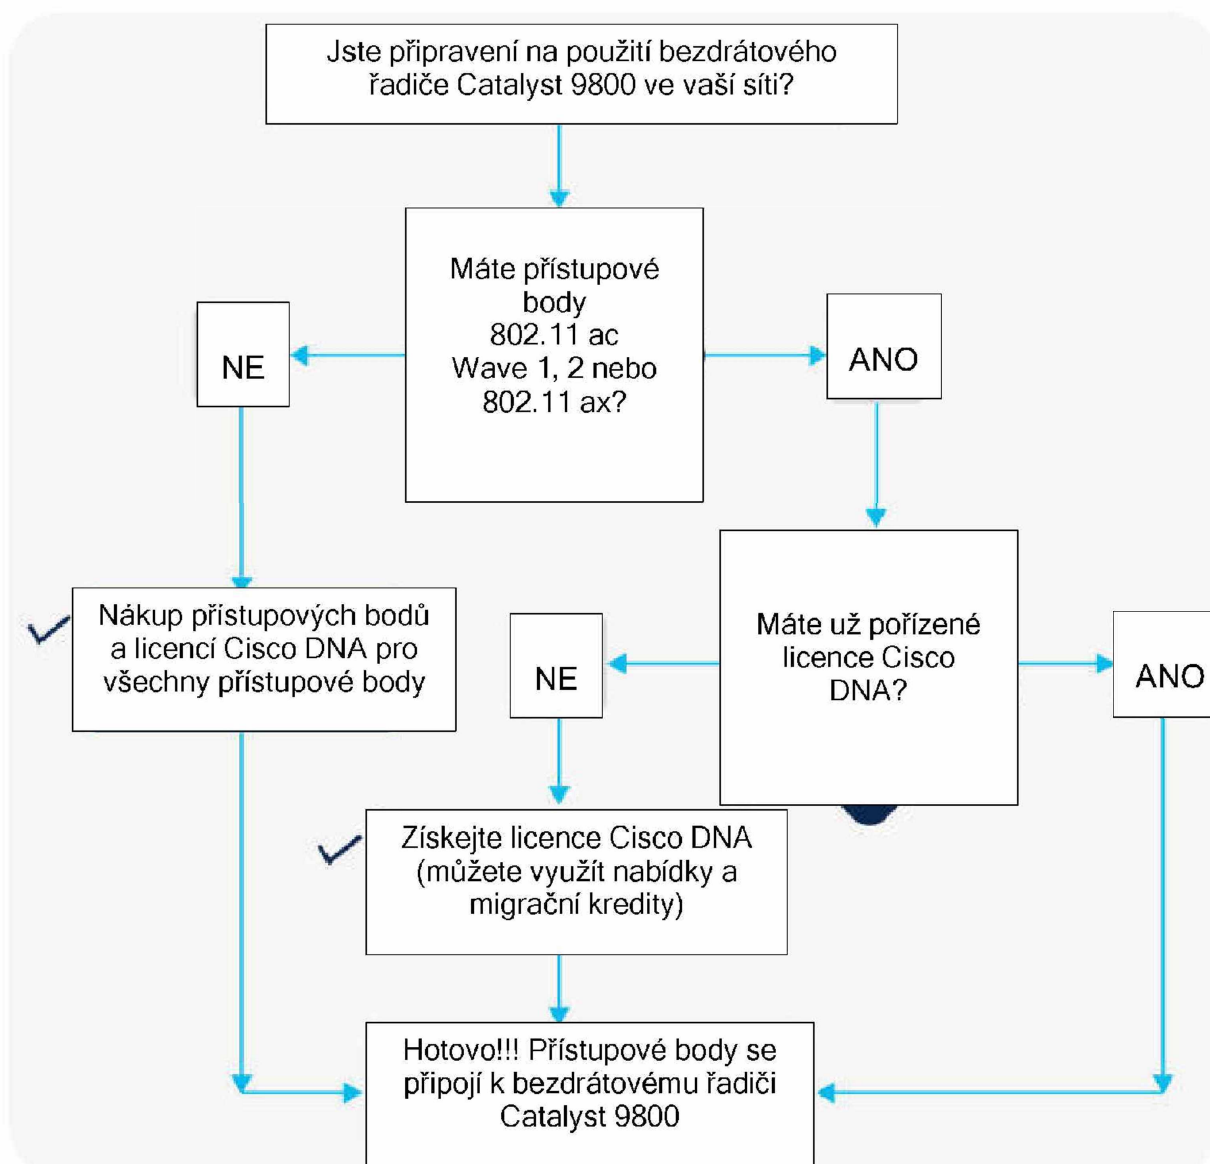 Jste připravení na použití bezdrátového
řadiče Catalyst 9800 ve vaší síti?
Máte přístupové
body
802.11 ac
Wave 1, 2 nebo
802.11 ax?
NE
ANO
Nákup přístupových bodů
a licencí Cisco DNA pro
všechny přístupové body
NE
Máte už pořízené
licence Cisco
DNA?
ANO
Získejte licence Cisco DNA
(můžete využít nabídky a
migrační kredity)
Hotovo!!! Přístupové body se
připojí k bezdrátovému řadiči
Catalyst 9800